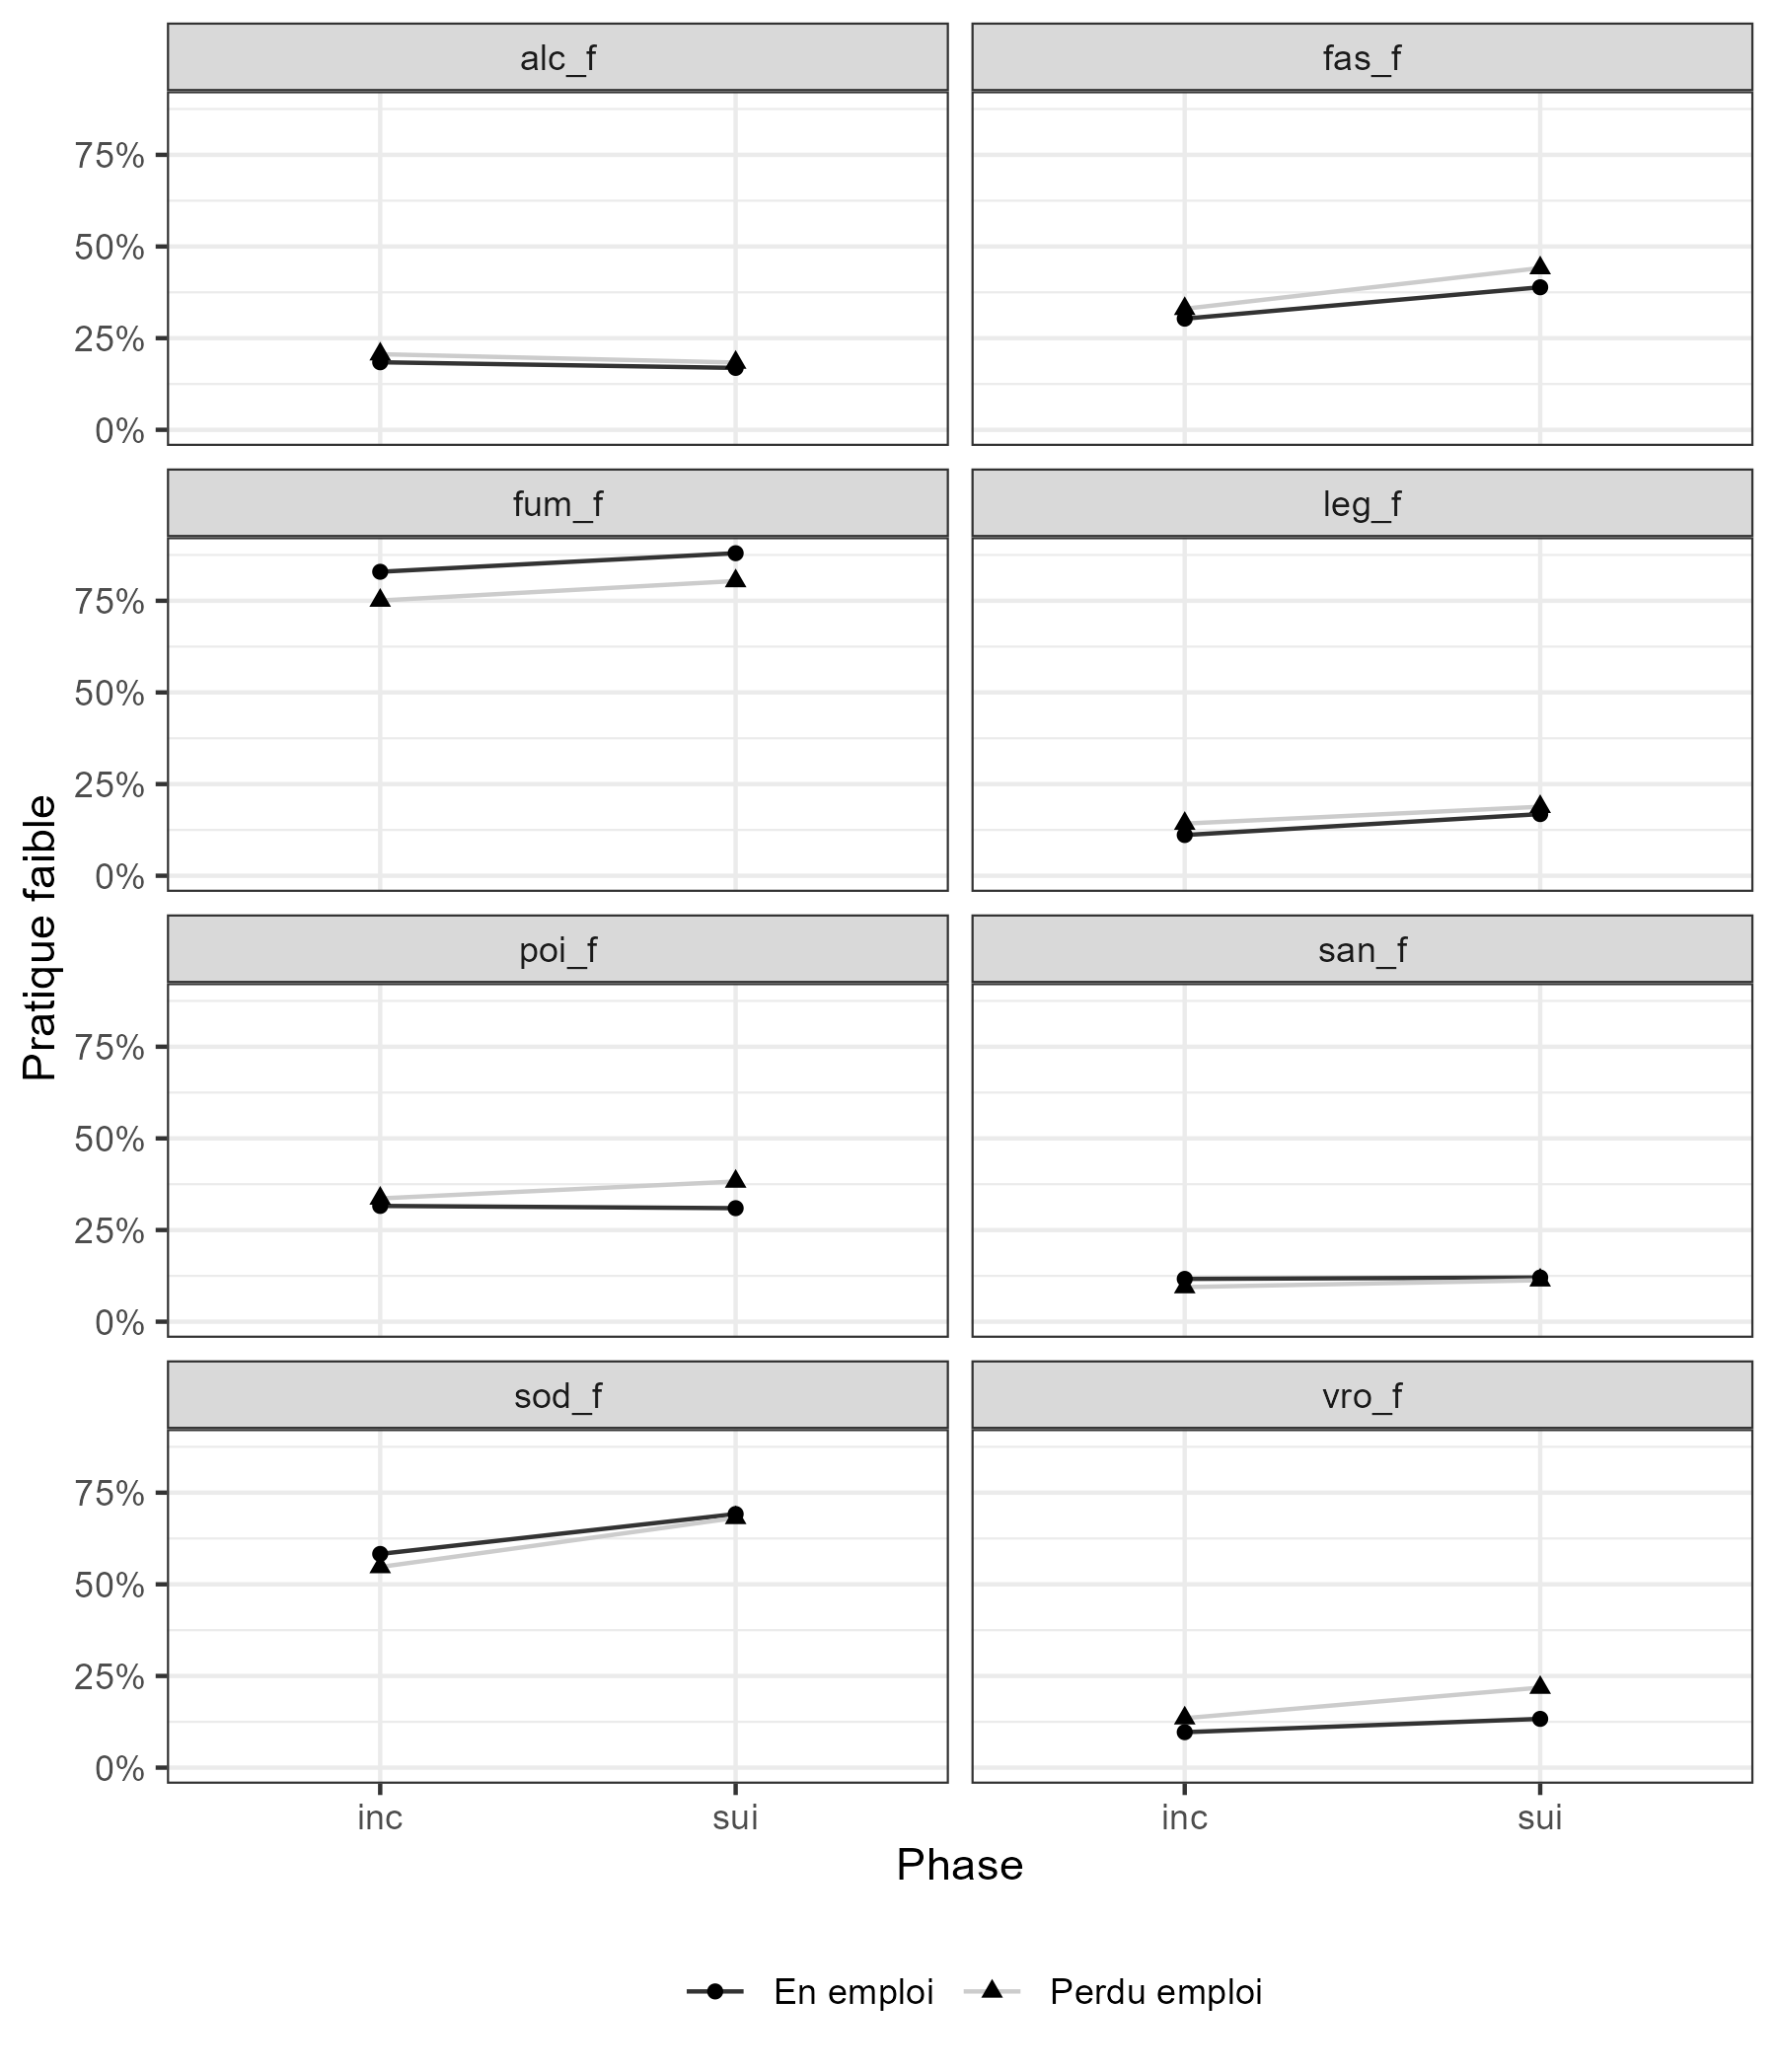 alc_f
fas_f
75%
50%
25%
0%
fum_f
leg_f
75%
50%
25%
0%
poi_f
san_f
75%
50%
25%
0%
sod_f
vro_f
75%
50%
25%
0%
inc
sui
inc
sui
Pratique faible
Phase
En emploi
Perdu emploi